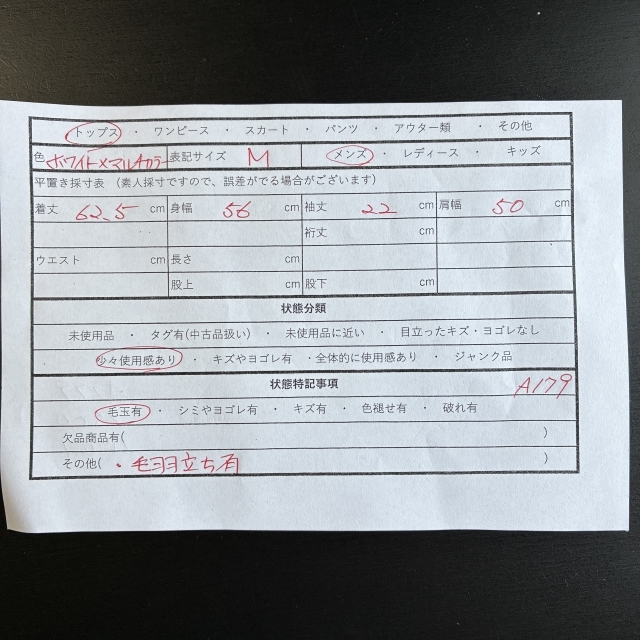 トップス ・ ワンピース ・ スカート ・ パンツ ・ アウター類 ・ その他
色 ホワイト×マルチカラー 表記サイズ M メンズ ・ レディース ・ キッズ
平置き採寸表 （素人採寸ですので、誤差がでる場合がございます）
着丈 62.5 cm 身幅 56 cm 袖丈 22 cm 肩幅 50 cm
裄丈 cm
ウエスト cm 長さ cm
股上 cm 股下 cm
状態分類
未使用品 ・ タグ有(中古品扱い) ・ 未使用品に近い ・ 目立ったキズ・ヨゴレなし
少々使用感あり ・ キズやヨゴレ有 ・全体的に使用感あり ・ ジャンク品
状態特記事項 A179
毛玉有 ・ シミやヨゴレ有 ・ キズ有 ・ 色褪せ有 ・ 破れ有
欠品商品有( )
その他( ・毛羽立ち有 )